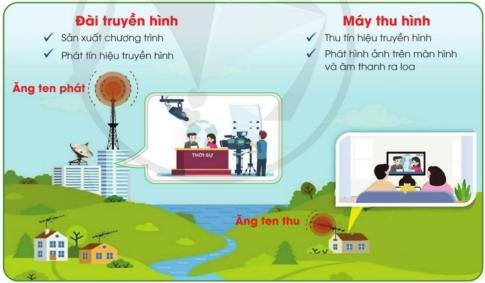 Đài truyền hình
Sản xuất chương trình
Phát tín hiệu truyền hình
Máy thu hình
Thu tín hiệu truyền hình
Phát hình ảnh trên màn hình
và âm thanh ra loa
Ăng ten phát
THỜI SỰ
Ăng ten thu